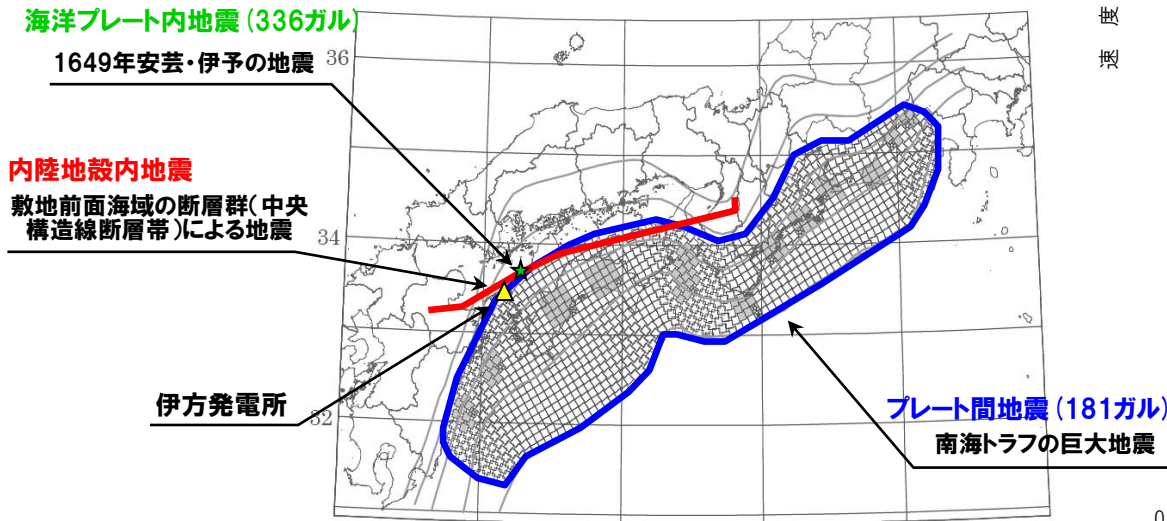 海洋プレート内地震(336ガル)
1649年安芸・伊予の地震
内陸地殻内地震
敷地前面海域の断層群(中央
構造線断層帯)による地震
伊方発電所
プレート間地震(181ガル)
南海トラフの巨大地震
36
34
32
速度
0